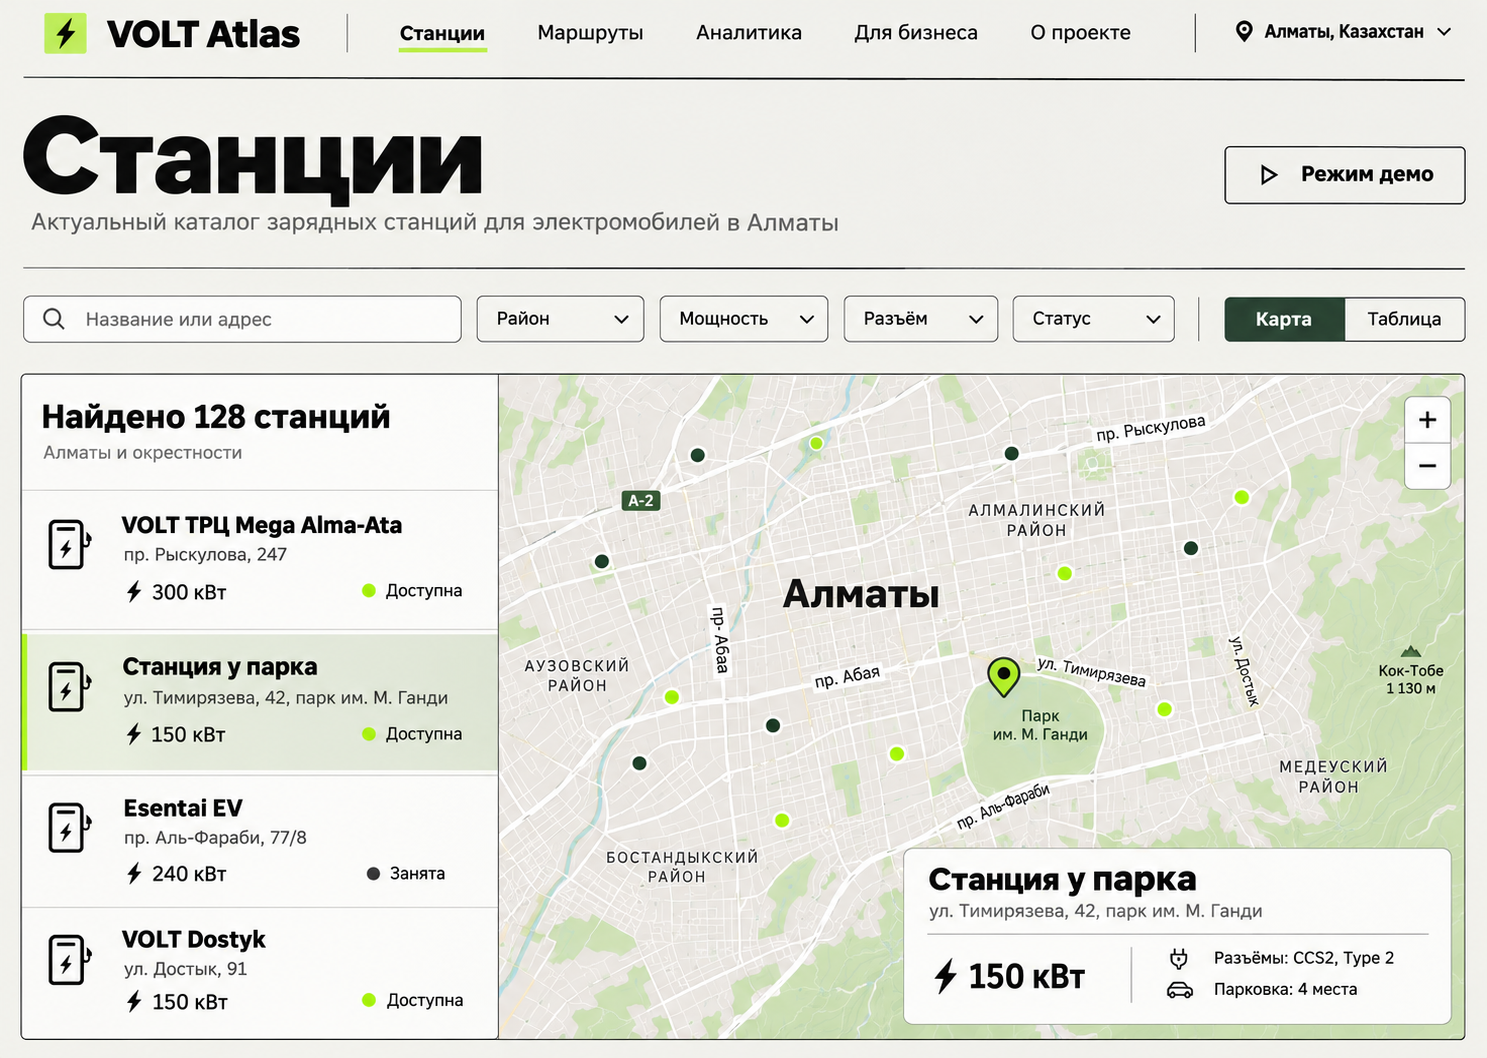 VOLT Atlas
Станции
Маршруты
Аналитика
Для бизнеса
О проекте
Алматы, Казахстан
Станции
Режим демо
Актуальный каталог зарядных станций для электромобилей в Алматы
Название или адрес
Район
Мощность
Разъём
Статус
Карта
Таблица
Найдено 128 станций
Алматы и окрестности
VOLT ТРЦ Mega Alma-Ata
пр. Рыскулова, 247
300 кВт
Доступна
Станция у парка
ул. Тимирязева, 42, парк им. М. Ганди
150 кВт
Доступна
Esentai EV
пр. Аль-Фараби, 77/8
240 кВт
Занята
VOLT Dostyk
ул. Достык, 91
150 кВт
Доступна
+
−
пр. Рыскулова
А-2
АЛМАЛИНСКИЙ
РАЙОН
Алматы
пр- Абаа
АУЗОВСКИЙ
РАЙОН
пр. Абая
ул. Тимирязева
ул. Достык
Кок-Тобе
1 130 м
Парк
им. М. Ганди
МЕДЕУСКИЙ
РАЙОН
пр. Аль-Фараби
БОСТАНДЫКСКИЙ
РАЙОН
Станция у парка
ул. Тимирязева, 42, парк им. М. Ганди
150 кВт
Разъёмы: CCS2, Type 2
Парковка: 4 места